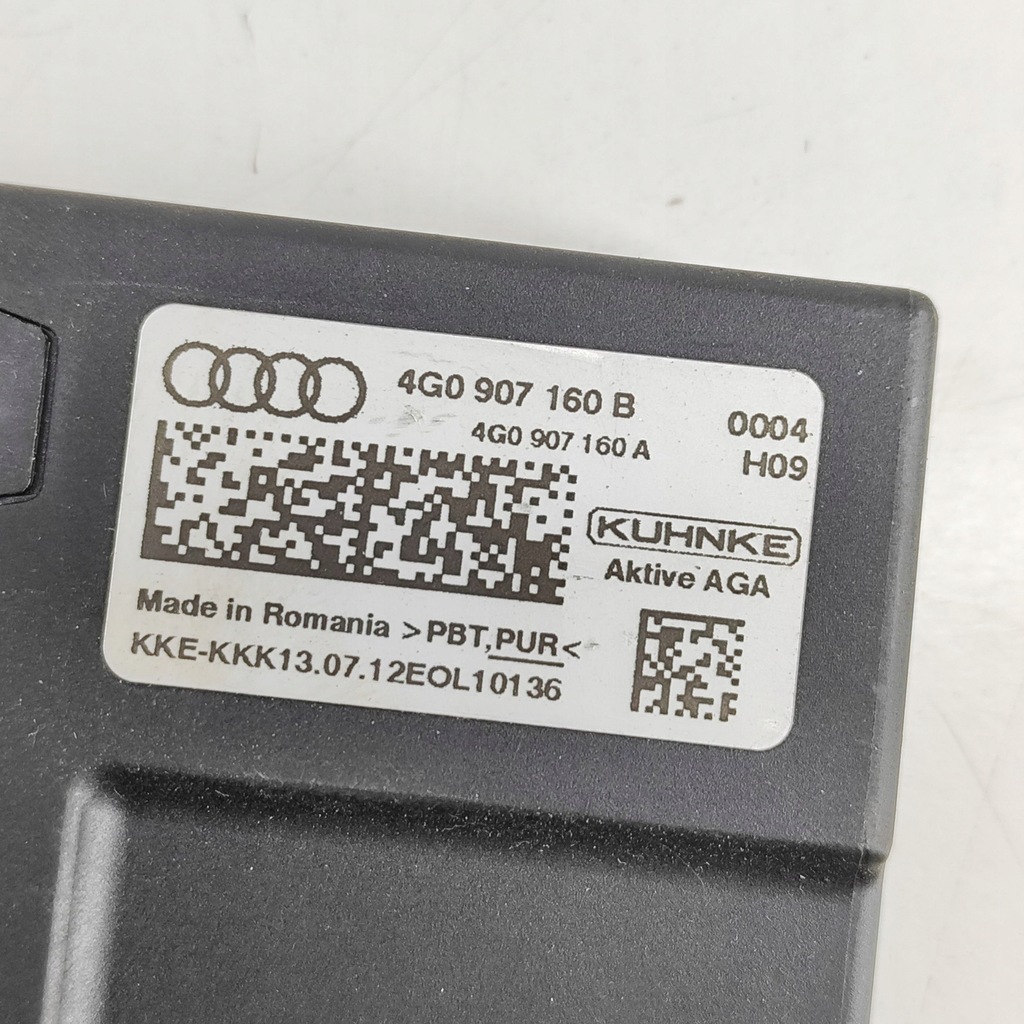 4G0 907 160 B
4G0 907 160 A
0004
H09
KUHNKE
Aktive AGA
Made in Romania >PBT,PUR<
KKE-KKK13.07.12EOL10136